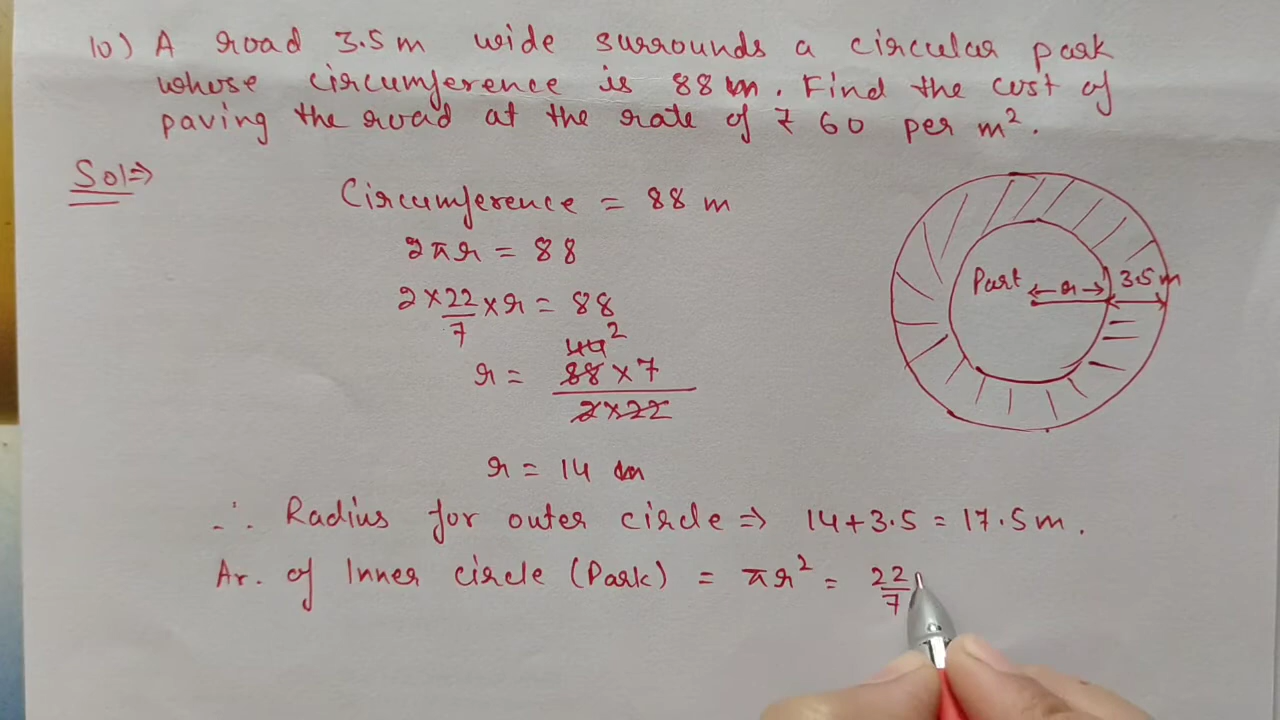 10) A road 3.5 m wide surrounds a circular park
whose circumference is 88 m. Find the cost of
paving the road at the rate of ₹ 60 per m².
Sol⇒
Circumference = 88 m
2πr = 88
2 × 22/7 × r = 88
44 2
r = 88 × 7
2 × 22
r = 14 m
∴ Radius for outer circle ⇒ 14 + 3.5 = 17.5 m.
Ar. of Inner circle (Park) = πr² = 22/7
Park
r
3.5 m